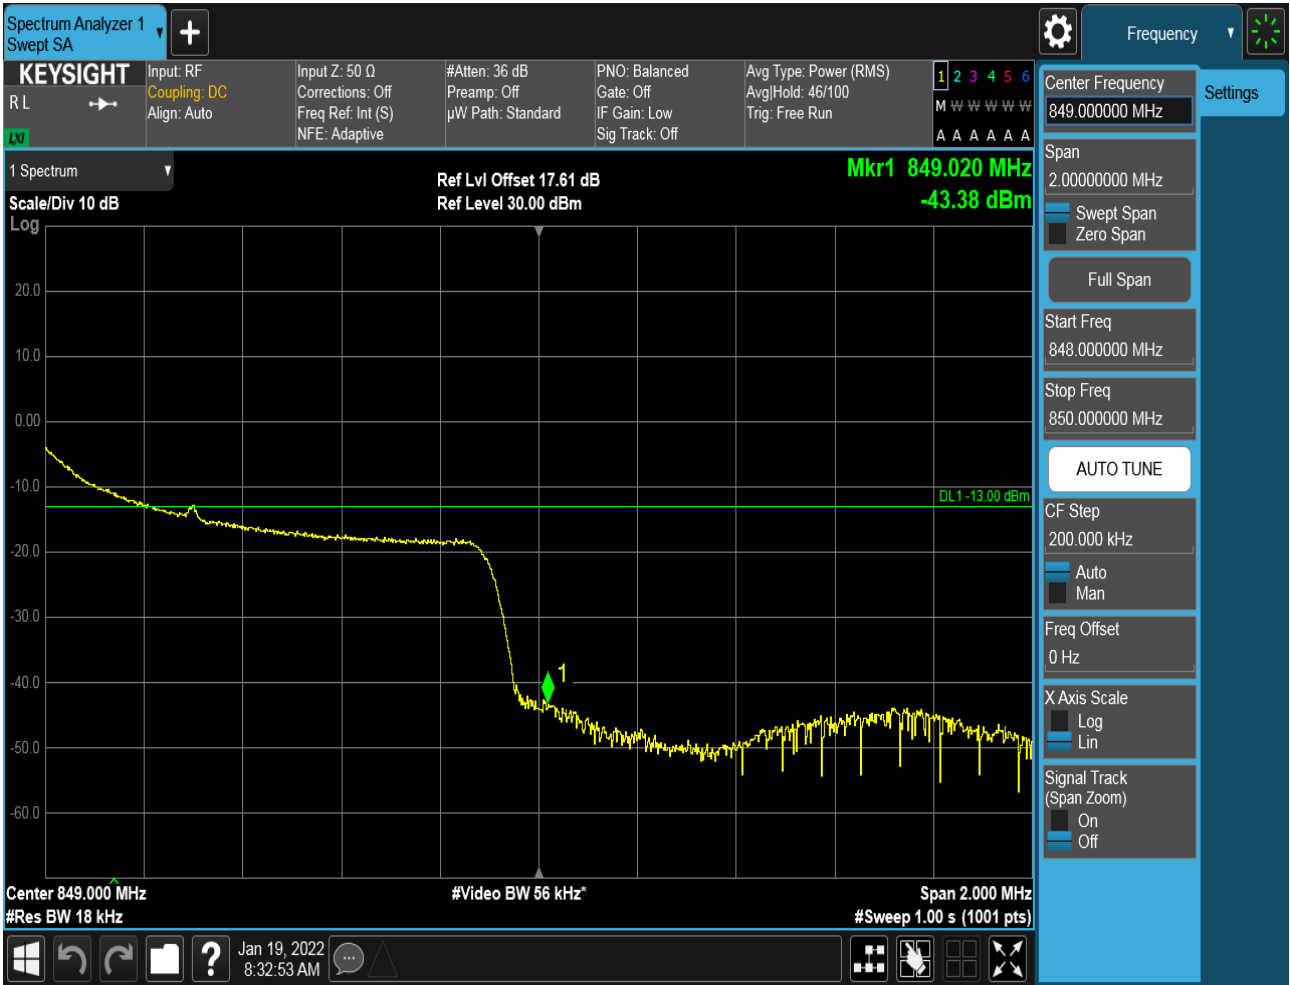 Spectrum Analyzer 1
Swept SA
+
Frequency
KEYSIGHT
R L
LXI
Input: RF
Coupling: DC
Align: Auto
Input Z: 50 Ω
Corrections: Off
Freq Ref: Int (S)
NFE: Adaptive
#Atten: 36 dB
Preamp: Off
µW Path: Standard
PNO: Balanced
Gate: Off
IF Gain: Low
Sig Track: Off
Avg Type: Power (RMS)
Avg|Hold: 46/100
Trig: Free Run
1 2 3 4 5 6
M W W W W W
A A A A A A
1 Spectrum
Scale/Div 10 dB
Log
Ref Lvl Offset 17.61 dB
Ref Level 30.00 dBm
Mkr1 849.020 MHz
-43.38 dBm
20.0
10.0
0.00
-10.0
-20.0
-30.0
-40.0
-50.0
-60.0
DL1 -13.00 dBm
1
Center 849.000 MHz
#Res BW 18 kHz
#Video BW 56 kHz*
Span 2.000 MHz
#Sweep 1.00 s (1001 pts)
Center Frequency
849.000000 MHz
Settings
Span
2.00000000 MHz
Swept Span
Zero Span
Full Span
Start Freq
848.000000 MHz
Stop Freq
850.000000 MHz
AUTO TUNE
CF Step
200.000 kHz
Auto
Man
Freq Offset
0 Hz
X Axis Scale
Log
Lin
Signal Track
(Span Zoom)
On
Off
?
Jan 19, 2022
8:32:53 AM